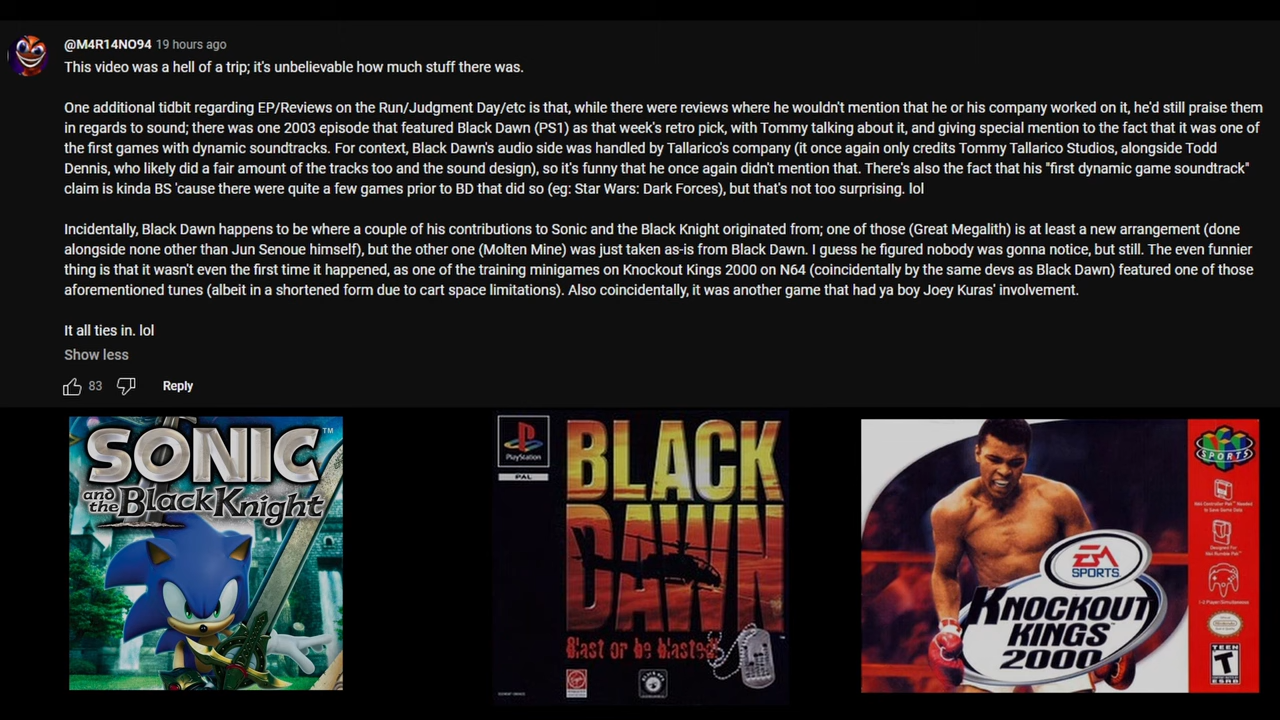 @M4R14NO94 19 hours ago
This video was a hell of a trip; it's unbelievable how much stuff there was.
One additional tidbit regarding EP/Reviews on the Run/Judgment Day/etc is that, while there were reviews where he wouldn't mention that he or his company worked on it, he'd still praise them
in regards to sound; there was one 2003 episode that featured Black Dawn (PS1) as that week's retro pick, with Tommy talking about it, and giving special mention to the fact that it was one of
the first games with dynamic soundtracks. For context, Black Dawn's audio side was handled by Tallarico's company (it once again only credits Tommy Tallarico Studios, alongside Todd
Dennis, who likely did a fair amount of the tracks too and the sound design), so it's funny that he once again didn't mention that. There's also the fact that his "first dynamic game soundtrack"
claim is kinda BS 'cause there were quite a few games prior to BD that did so (eg: Star Wars: Dark Forces), but that's not too surprising. lol
Incidentally, Black Dawn happens to be where a couple of his contributions to Sonic and the Black Knight originated from; one of those (Great Megalith) is at least a new arrangement (done
alongside none other than Jun Senoue himself), but the other one (Molten Mine) was just taken as-is from Black Dawn. I guess he figured nobody was gonna notice, but still. The even funnier
thing is that it wasn't even the first time it happened, as one of the training minigames on Knockout Kings 2000 on N64 (coincidentally by the same devs as Black Dawn) featured one of those
aforementioned tunes (albeit in a shortened form due to cart space limitations). Also coincidentally, it was another game that had ya boy Joey Kuras' involvement.
It all ties in. lol
Show less
83 Reply
SONIC TM
and the Black Knight
PlayStation
PAL
BLACK
DAWN
Blast or be blasted!
SPORTS
EA
SPORTS
KNOCKOUT
KINGS
2000
TEEN
T
ESRB